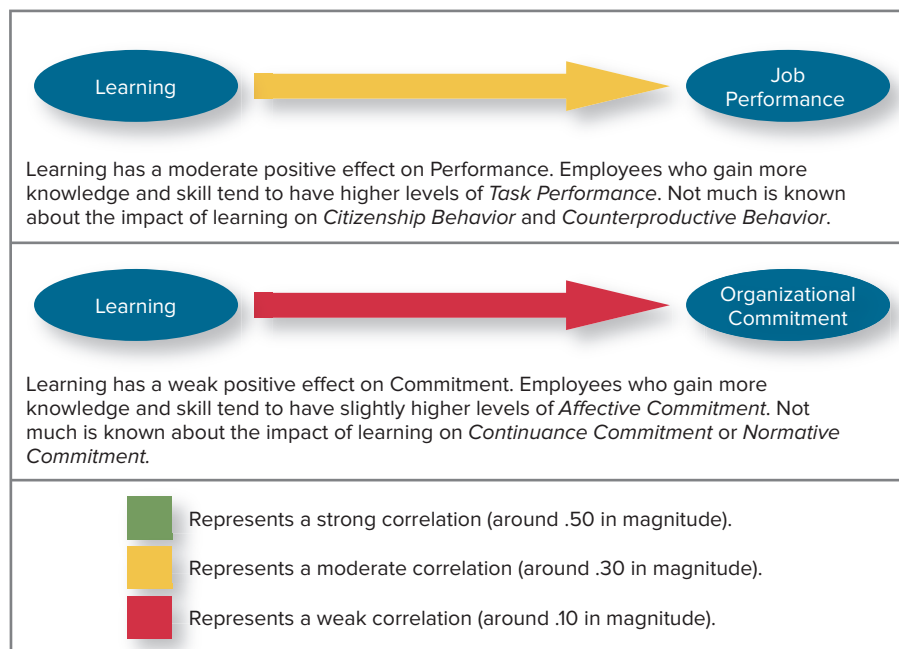 Learning
Job
Performance
Learning has a moderate positive effect on Performance. Employees who gain more
knowledge and skill tend to have higher levels of Task Performance. Not much is known
about the impact of learning on Citizenship Behavior and Counterproductive Behavior.
Learning
Organizational
Commitment
Learning has a weak positive effect on Commitment. Employees who gain more
knowledge and skill tend to have slightly higher levels of Affective Commitment. Not
much is known about the impact of learning on Continuance Commitment or Normative
Commitment.
Represents a strong correlation (around .50 in magnitude).
Represents a moderate correlation (around .30 in magnitude).
Represents a weak correlation (around .10 in magnitude).